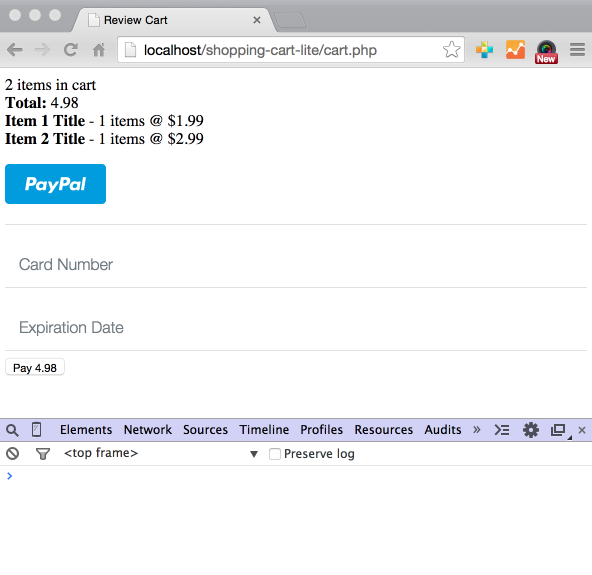 Review Cart
localhost/shopping-cart-lite/cart.php
New
2 items in cart
Total: 4.98
Item 1 Title - 1 items @ $1.99
Item 2 Title - 1 items @ $2.99
PayPal
Card Number
Expiration Date
Pay 4.98
Elements Network Sources Timeline Profiles Resources Audits »
<top frame> Preserve log